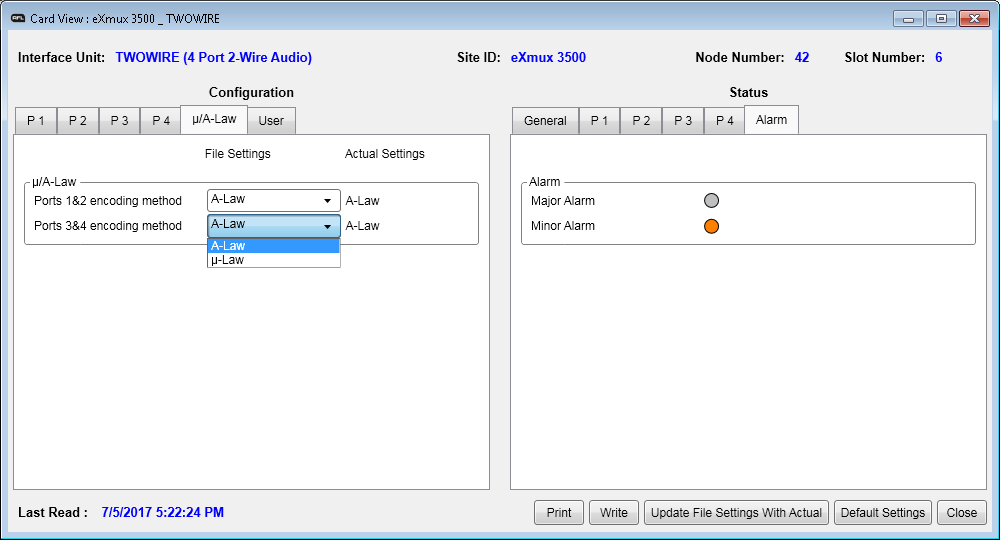 AFL Card View : eXmux 3500 _ TWOWIRE
Interface Unit: TWOWIRE (4 Port 2-Wire Audio) Site ID: eXmux 3500 Node Number: 42 Slot Number: 6
Configuration Status
P 1 P 2 P 3 P 4 µ/A-Law User General P 1 P 2 P 3 P 4 Alarm
File Settings Actual Settings
µ/A-Law Alarm
Ports 1&2 encoding method A-Law A-Law Major Alarm
Ports 3&4 encoding method A-Law A-Law Minor Alarm
A-Law
µ-Law
Last Read : 7/5/2017 5:22:24 PM Print Write Update File Settings With Actual Default Settings Close